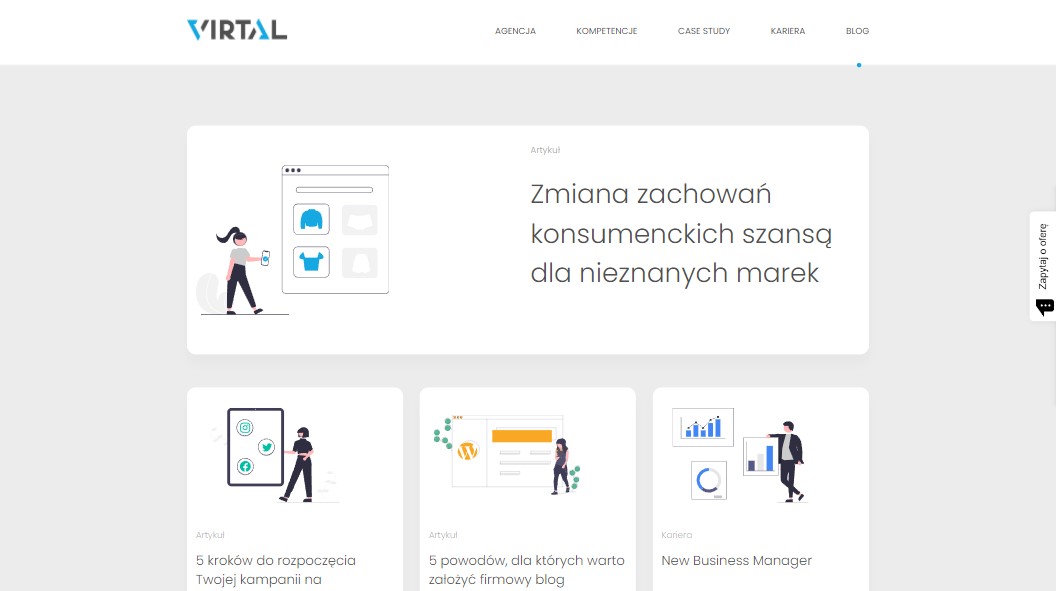 VIRTAL
AGENCJA
KOMPETENCJE
CASE STUDY
KARIERA
BLOG
Artykuł
Zmiana zachowań
konsumenckich szansą
dla nieznanych marek
Zapytaj o ofertę
Artykuł
5 kroków do rozpoczęcia
Twojej kampanii na
Artykuł
5 powodów, dla których warto
założyć firmowy blog
Kariera
New Business Manager